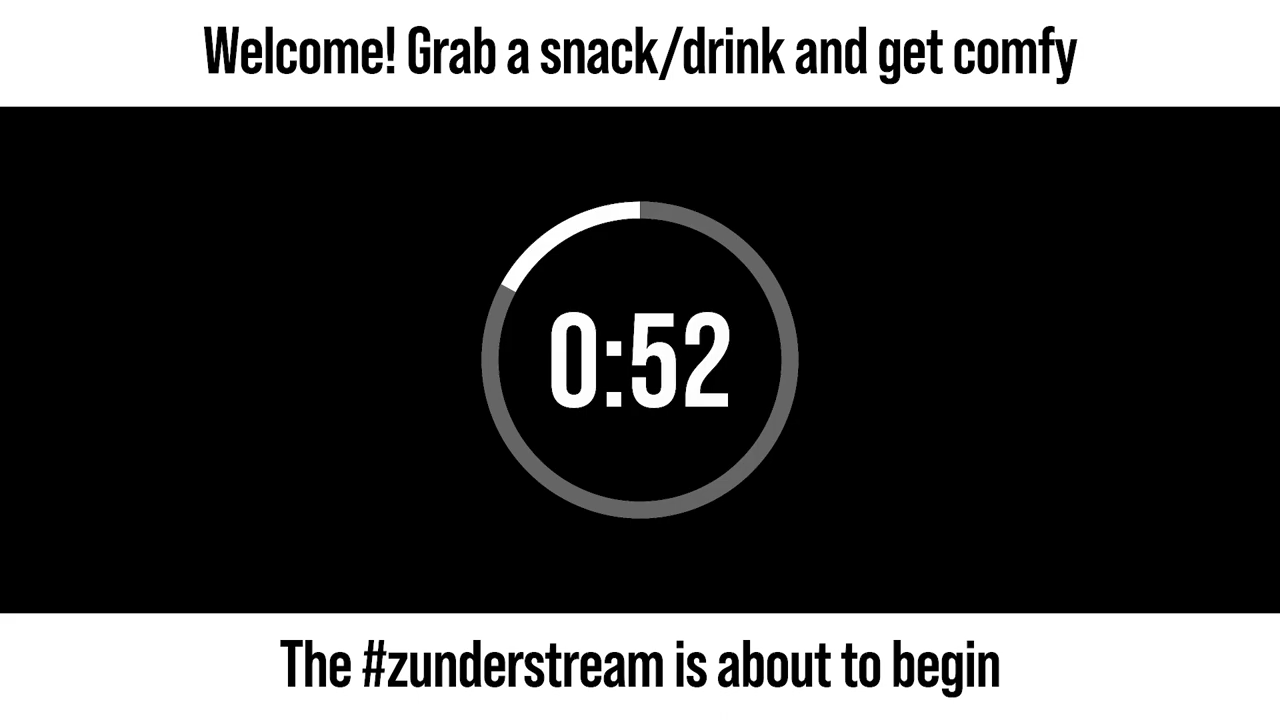 Welcome! Grab a snack/drink and get comfy
0:52
The #zunderstream is about to begin